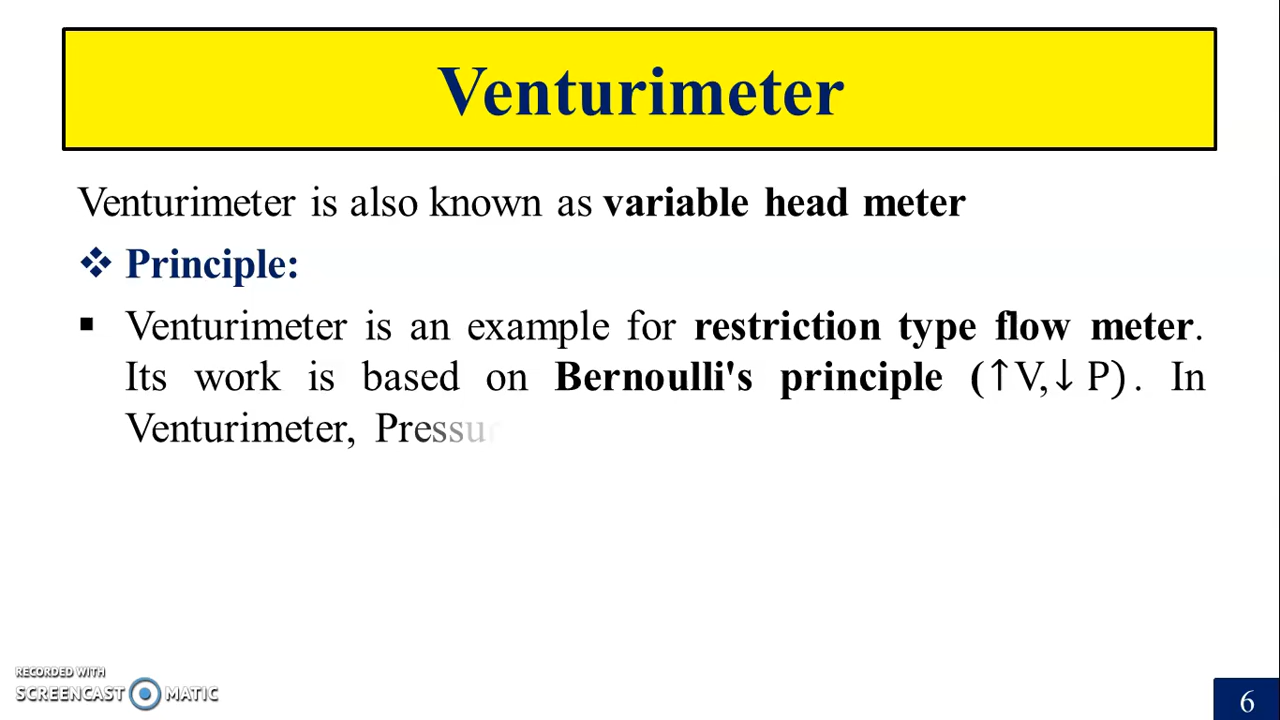 Venturimeter
Venturimeter is also known as variable head meter
❖ Principle:
▪ Venturimeter is an example for restriction type flow meter.
Its work is based on Bernoulli's principle (↑V,↓ P). In
Venturimeter, Pressu
RECORDED WITH
SCREENCAST MATIC
6